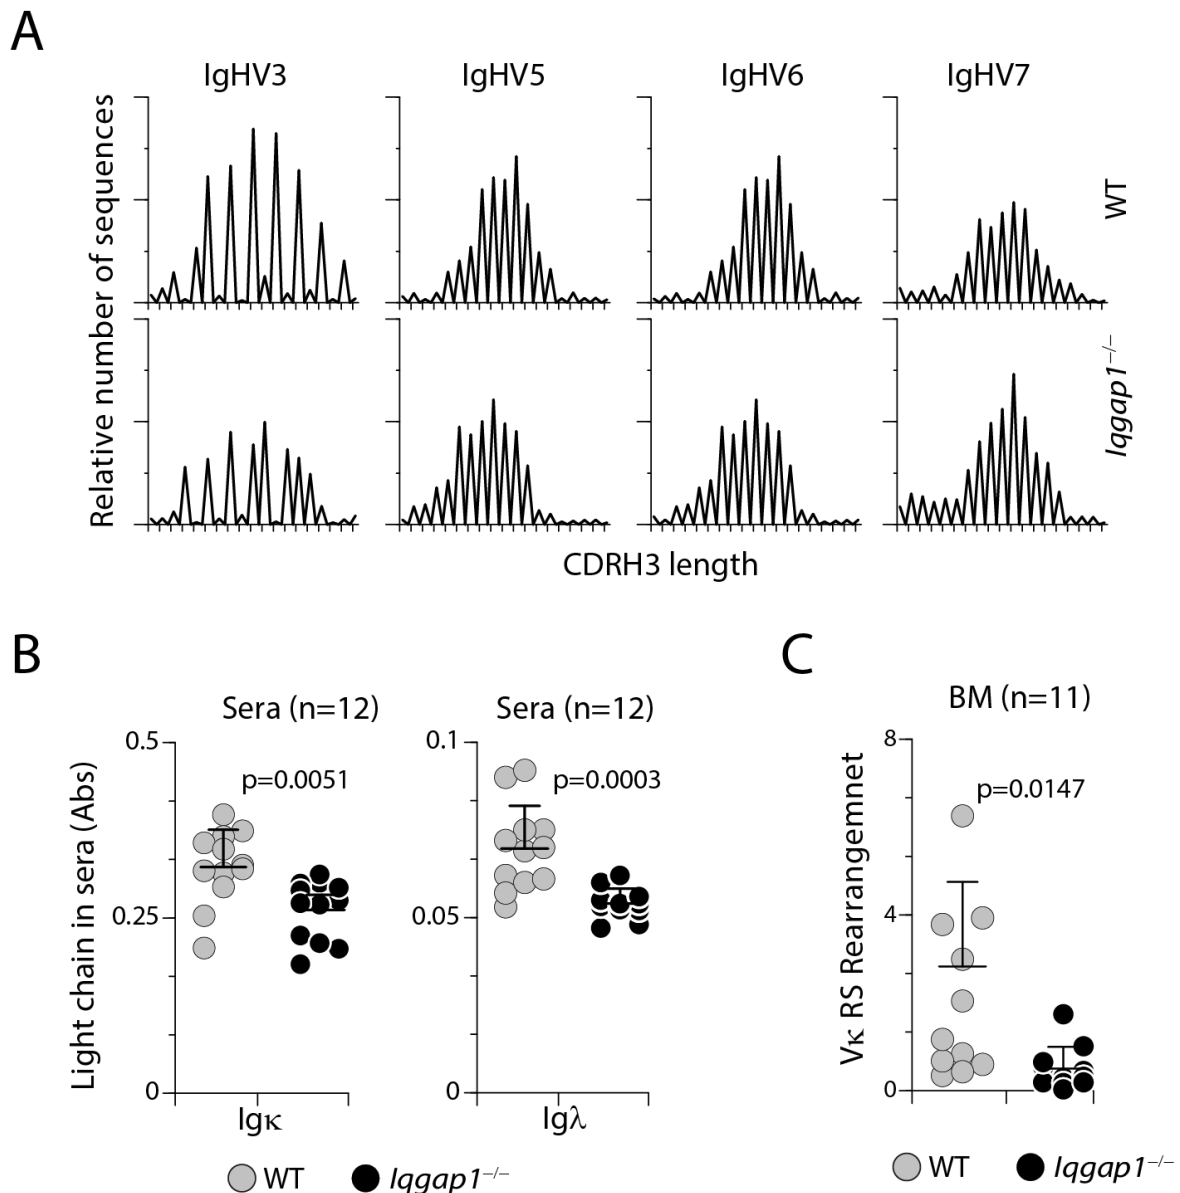 A
IgHV3 IgHV5 IgHV6 IgHV7
Relative number of sequences
WT
Iqgap1−/−
CDRH3 length
B
C
Sera (n=12) Sera (n=12)
BM (n=11)
0.5
0.25
0
Light chain in sera (Abs)
p=0.0051
Igκ
0.1
0.05
0
p=0.0003
Igλ
8
4
0
Vκ RS Rearrangemnet
p=0.0147
WT Iqgap1−/−
WT Iqgap1−/−